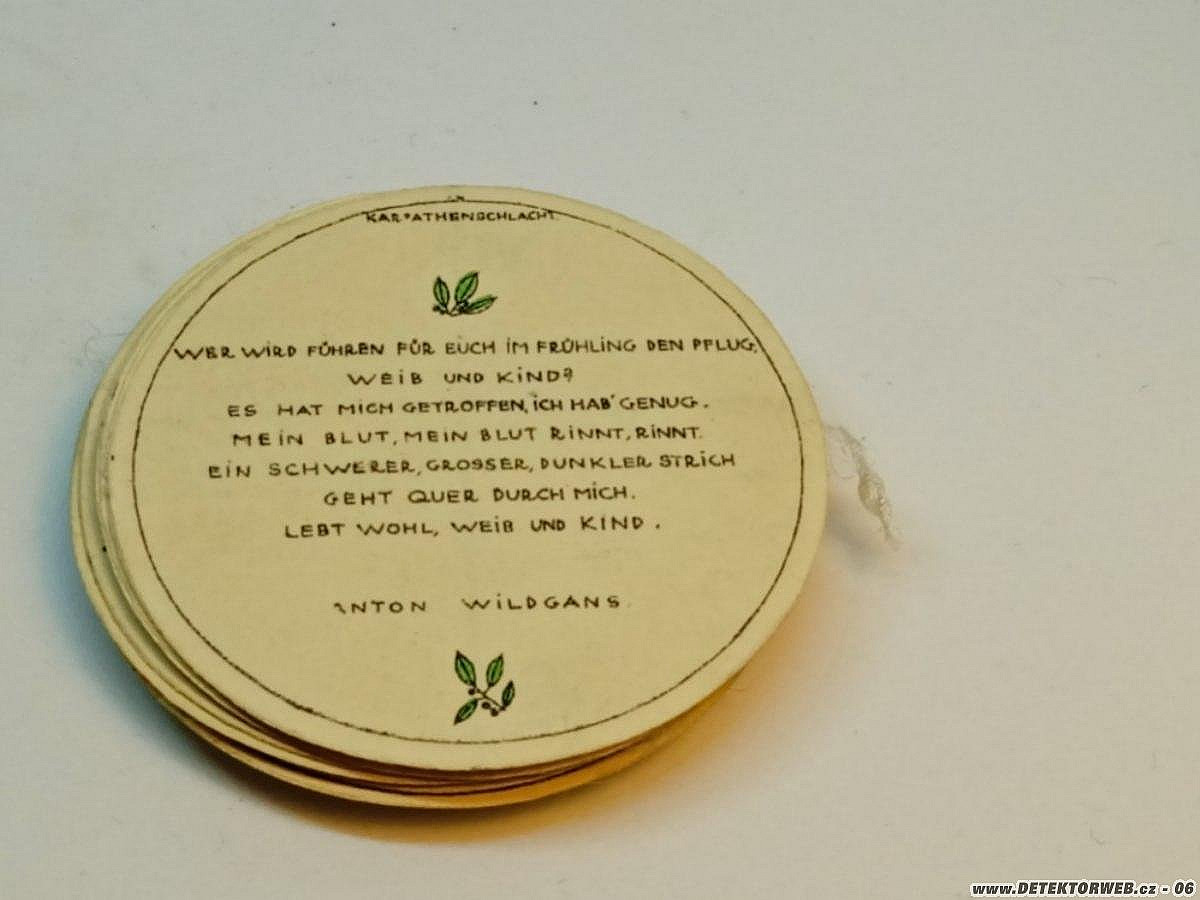 KARPATHENSCHLACHT.
WER WIRD FÜHREN FÜR EUCH IM FRÜHLING DEN PFLUG,
WEIB UND KIND?
ES HAT MICH GETROFFEN, ICH HAB' GENUG.
MEIN BLUT, MEIN BLUT RINNT, RINNT.
EIN SCHWERER, GROSSER, DUNKLER STRICH
GEHT QUER DURCH MICH.
LEBT WOHL, WEIB UND KIND.
ANTON WILDGANS.
www.DETEKTORWEB.cz - 06